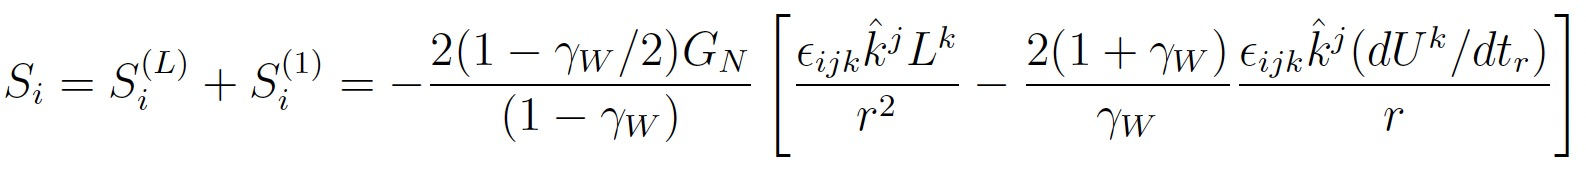 $S_i = S_i^{(L)} + S_i^{(1)} = -\frac{2(1-\gamma_W/2)G_N}{(1-\gamma_W)} \left[ \frac{\epsilon_{ijk}\hat{k}^j L^k}{r^2} - \frac{2(1+\gamma_W)}{\gamma_W} \frac{\epsilon_{ijk}\hat{k}^j (dU^k/dt_r)}{r} \right]$